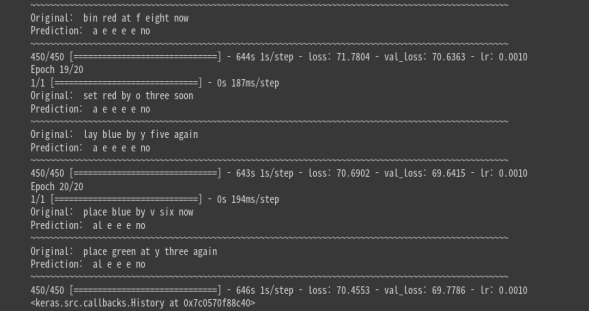 ~~~~~~~~~~~~~~~~~~~~~~~~~~~~~~~~~~~~~~~~~~~~~~~~~~~~~~~~~~~~~~~~~~~~~~~~~~~~~~~~~~~~~~~~~~~~~~~~~~~~
Original:  bin red at f eight now
Prediction:  a e e e e no
~~~~~~~~~~~~~~~~~~~~~~~~~~~~~~~~~~~~~~~~~~~~~~~~~~~~~~~~~~~~~~~~~~~~~~~~~~~~~~~~~~~~~~~~~~~~~~~~~~~~
450/450 [==============================] - 644s 1s/step - loss: 71.7804 - val_loss: 70.6363 - lr: 0.0010
Epoch 19/20
1/1 [==============================] - 0s 187ms/step
Original:  set red by o three soon
Prediction:  a e e e e no
~~~~~~~~~~~~~~~~~~~~~~~~~~~~~~~~~~~~~~~~~~~~~~~~~~~~~~~~~~~~~~~~~~~~~~~~~~~~~~~~~~~~~~~~~~~~~~~~~~~~
Original:  lay blue by y five again
Prediction:  a e e e e no
~~~~~~~~~~~~~~~~~~~~~~~~~~~~~~~~~~~~~~~~~~~~~~~~~~~~~~~~~~~~~~~~~~~~~~~~~~~~~~~~~~~~~~~~~~~~~~~~~~~~
450/450 [==============================] - 643s 1s/step - loss: 70.6902 - val_loss: 69.6415 - lr: 0.0010
Epoch 20/20
1/1 [==============================] - 0s 194ms/step
Original:  place blue by v six now
Prediction:  al e e e no
~~~~~~~~~~~~~~~~~~~~~~~~~~~~~~~~~~~~~~~~~~~~~~~~~~~~~~~~~~~~~~~~~~~~~~~~~~~~~~~~~~~~~~~~~~~~~~~~~~~~
Original:  place green at y three again
Prediction:  al e e e no
~~~~~~~~~~~~~~~~~~~~~~~~~~~~~~~~~~~~~~~~~~~~~~~~~~~~~~~~~~~~~~~~~~~~~~~~~~~~~~~~~~~~~~~~~~~~~~~~~~~~
450/450 [==============================] - 646s 1s/step - loss: 70.4553 - val_loss: 69.7786 - lr: 0.0010
<keras.src.callbacks.History at 0x7c0570f88c40>